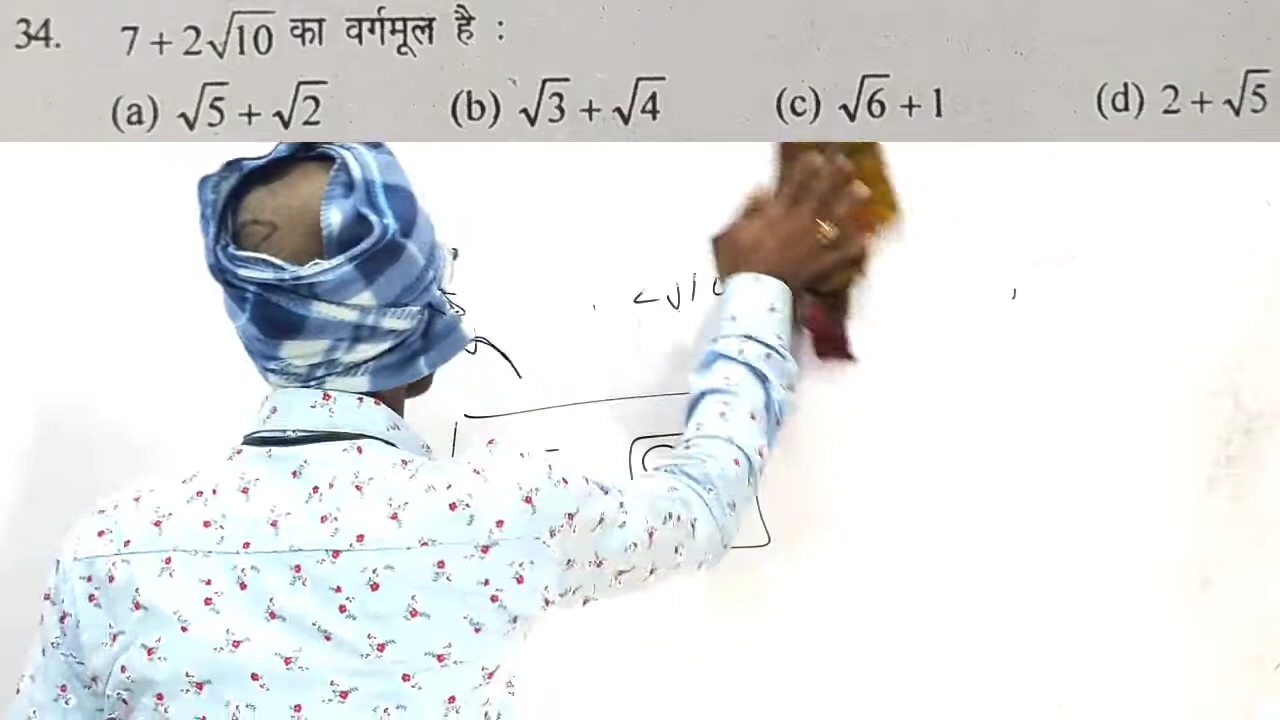 34. 7 + 2√10 का वर्गमूल है :
(a) √5 + √2 (b) √3 + √4 (c) √6 + 1 (d) 2 + √5